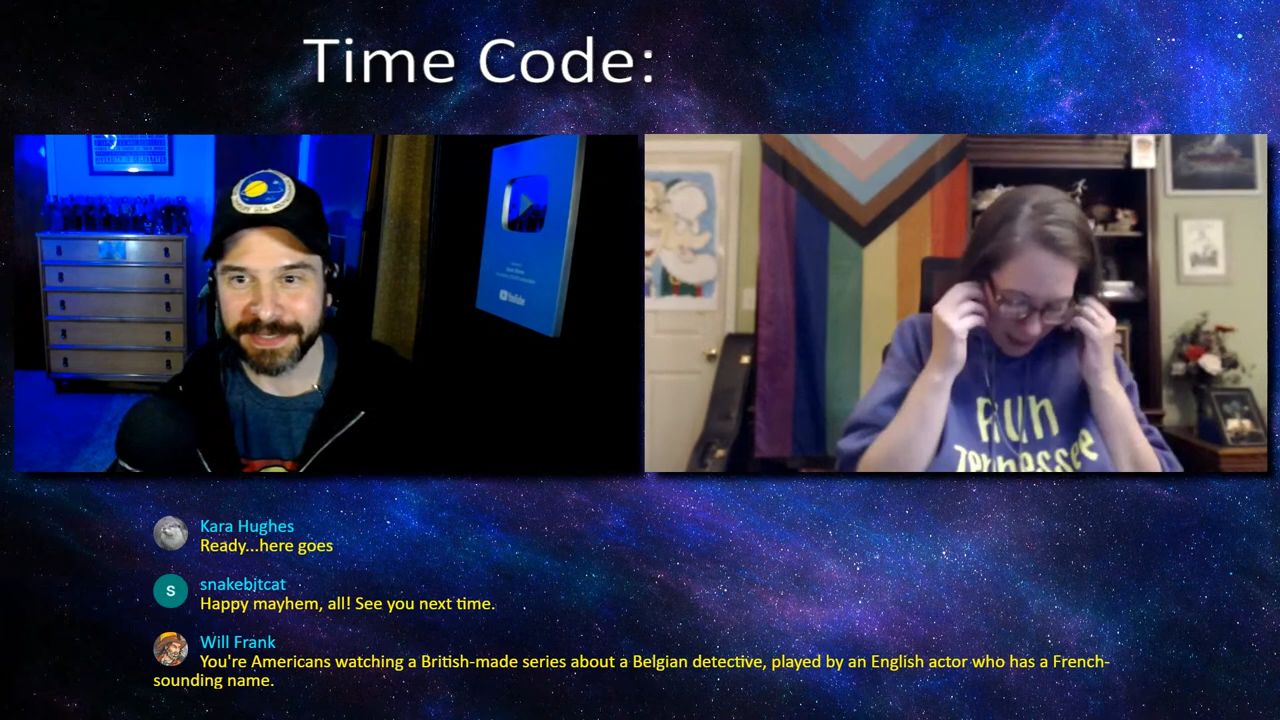 Time Code:
YouTube
Run
Tennessee
Kara Hughes
Ready...here goes
S
snakebitcat
Happy mayhem, all! See you next time.
Will Frank
You're Americans watching a British-made series about a Belgian detective, played by an English actor who has a French-
sounding name.